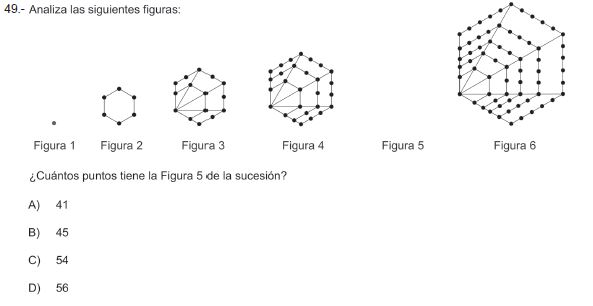 49.- Analiza las siguientes figuras:
Figura 1 Figura 2 Figura 3 Figura 4 Figura 5 Figura 6
¿Cuántos puntos tiene la Figura 5 de la sucesión?
A) 41
B) 45
C) 54
D) 56